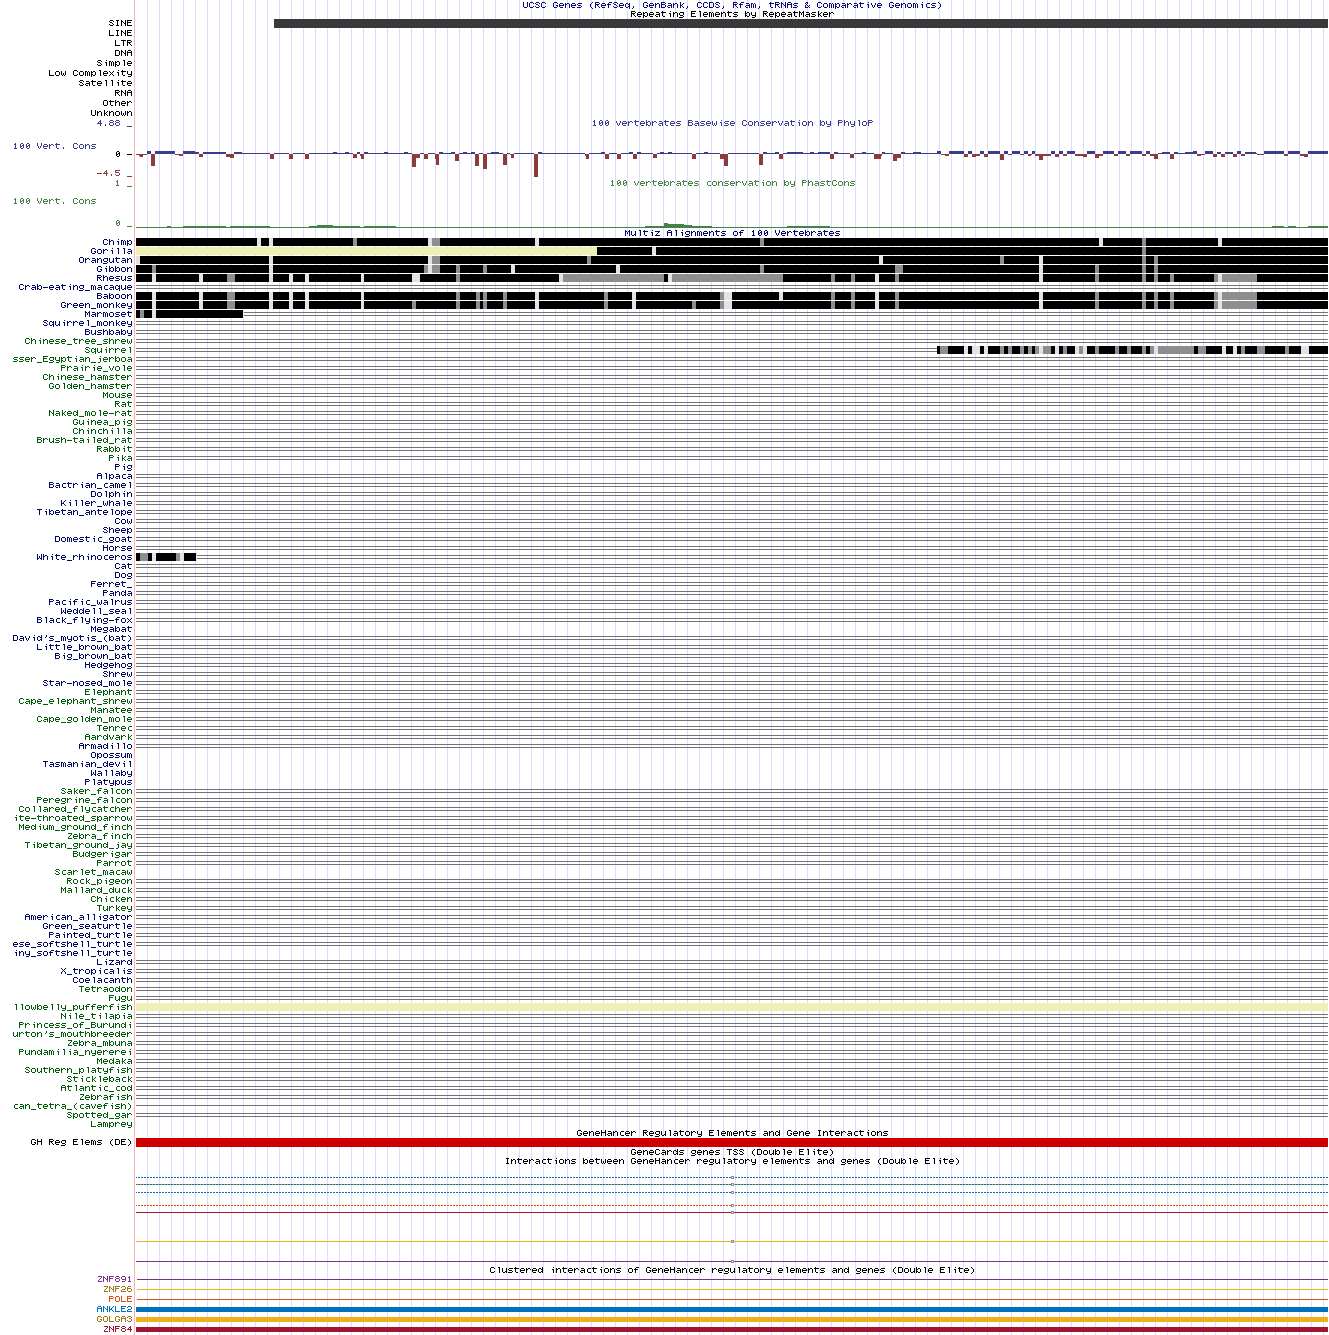 UCSC Genes (RefSeq, GenBank, CCDS, Rfam, tRNAs & Comparative Genomics)
Repeating Elements by RepeatMasker
SINE
LINE
LTR
DNA
Simple
Low Complexity
Satellite
RNA
Other
Unknown
100 vertebrates Basewise Conservation by PhyloP
4.88 _
100 Vert. Cons
0 _
-4.5 _
100 vertebrates conservation by PhastCons
1 _
100 Vert. Cons
0 _
Multiz Alignments of 100 Vertebrates
Chimp
Gorilla
Orangutan
Gibbon
Rhesus
Crab-eating_macaque
Baboon
Green_monkey
Marmoset
Squirrel_monkey
Bushbaby
Chinese_tree_shrew
Squirrel
sser_Egyptian_jerboa
Prairie_vole
Chinese_hamster
Golden_hamster
Mouse
Rat
Naked_mole-rat
Guinea_pig
Chinchilla
Brush-tailed_rat
Rabbit
Pika
Pig
Alpaca
Bactrian_camel
Dolphin
Killer_whale
Tibetan_antelope
Cow
Sheep
Domestic_goat
Horse
White_rhinoceros
Cat
Dog
Ferret_
Panda
Pacific_walrus
Weddell_seal
Black_flying-fox
Megabat
David's_myotis_(bat)
Little_brown_bat
Big_brown_bat
Hedgehog
Shrew
Star-nosed_mole
Elephant
Cape_elephant_shrew
Manatee
Cape_golden_mole
Tenrec
Aardvark
Armadillo
Opossum
Tasmanian_devil
Wallaby
Platypus
Saker_falcon
Peregrine_falcon
Collared_flycatcher
ite-throated_sparrow
Medium_ground_finch
Zebra_finch
Tibetan_ground_jay
Budgerigar
Parrot
Scarlet_macaw
Rock_pigeon
Mallard_duck
Chicken
Turkey
American_alligator
Green_seaturtle
Painted_turtle
ese_softshell_turtle
iny_softshell_turtle
Lizard
X_tropicalis
Coelacanth
Tetraodon
Fugu
llowbelly_pufferfish
Nile_tilapia
Princess_of_Burundi
urton's_mouthbreeder
Zebra_mbuna
Pundamilia_nyererei
Medaka
Southern_platyfish
Stickleback
Atlantic_cod
Zebrafish
can_tetra_(cavefish)
Spotted_gar
Lamprey
GeneHancer Regulatory Elements and Gene Interactions
GH Reg Elems (DE)
GeneCards genes TSS (Double Elite)
Interactions between GeneHancer regulatory elements and genes (Double Elite)
Clustered interactions of GeneHancer regulatory elements and genes (Double Elite)
ZNF891
ZNF26
POLE
ANKLE2
GOLGA3
ZNF84